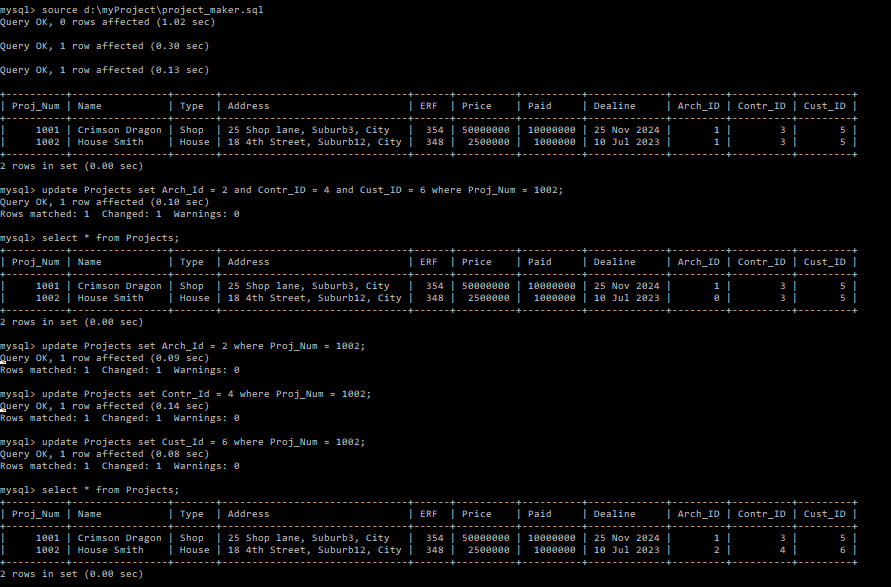 mysql> source d:\myProject\project_maker.sql
Query OK, 0 rows affected (1.02 sec)
Query OK, 1 row affected (0.30 sec)
Query OK, 1 row affected (0.13 sec)
+----------+----------------+-------+------------------------------+------+----------+----------+-------------+---------+----------+---------+
| Proj_Num | Name           | Type  | Address                      | ERF  | Price    | Paid     | Dealine     | Arch_ID | Contr_ID | Cust_ID |
+----------+----------------+-------+------------------------------+------+----------+----------+-------------+---------+----------+---------+
|     1001 | Crimson Dragon | Shop  | 25 Shop lane, Suburb3, City  |  354 | 50000000 | 10000000 | 25 Nov 2024 |       1 |        3 |       5 |
|     1002 | House Smith    | House | 18 4th Street, Suburb12, City |  348 |  2500000 |  1000000 | 10 Jul 2023 |       1 |        3 |       5 |
+----------+----------------+-------+------------------------------+------+----------+----------+-------------+---------+----------+---------+
2 rows in set (0.00 sec)
mysql> update Projects set Arch_Id = 2 and Contr_ID = 4 and Cust_ID = 6 where Proj_Num = 1002;
Query OK, 1 row affected (0.10 sec)
Rows matched: 1  Changed: 1  Warnings: 0
mysql> select * from Projects;
+----------+----------------+-------+------------------------------+------+----------+----------+-------------+---------+----------+---------+
| Proj_Num | Name           | Type  | Address                      | ERF  | Price    | Paid     | Dealine     | Arch_ID | Contr_ID | Cust_ID |
+----------+----------------+-------+------------------------------+------+----------+----------+-------------+---------+----------+---------+
|     1001 | Crimson Dragon | Shop  | 25 Shop lane, Suburb3, City  |  354 | 50000000 | 10000000 | 25 Nov 2024 |       1 |        3 |       5 |
|     1002 | House Smith    | House | 18 4th Street, Suburb12, City |  348 |  2500000 |  1000000 | 10 Jul 2023 |       0 |        3 |       5 |
+----------+----------------+-------+------------------------------+------+----------+----------+-------------+---------+----------+---------+
2 rows in set (0.00 sec)
mysql> update Projects set Arch_Id = 2 where Proj_Num = 1002;
Query OK, 1 row affected (0.09 sec)
Rows matched: 1  Changed: 1  Warnings: 0
mysql> update Projects set Contr_Id = 4 where Proj_Num = 1002;
Query OK, 1 row affected (0.14 sec)
Rows matched: 1  Changed: 1  Warnings: 0
mysql> update Projects set Cust_Id = 6 where Proj_Num = 1002;
Query OK, 1 row affected (0.08 sec)
Rows matched: 1  Changed: 1  Warnings: 0
mysql> select * from Projects;
+----------+----------------+-------+------------------------------+------+----------+----------+-------------+---------+----------+---------+
| Proj_Num | Name           | Type  | Address                      | ERF  | Price    | Paid     | Dealine     | Arch_ID | Contr_ID | Cust_ID |
+----------+----------------+-------+------------------------------+------+----------+----------+-------------+---------+----------+---------+
|     1001 | Crimson Dragon | Shop  | 25 Shop lane, Suburb3, City  |  354 | 50000000 | 10000000 | 25 Nov 2024 |       1 |        3 |       5 |
|     1002 | House Smith    | House | 18 4th Street, Suburb12, City |  348 |  2500000 |  1000000 | 10 Jul 2023 |       2 |        4 |       6 |
+----------+----------------+-------+------------------------------+------+----------+----------+-------------+---------+----------+---------+
2 rows in set (0.00 sec)